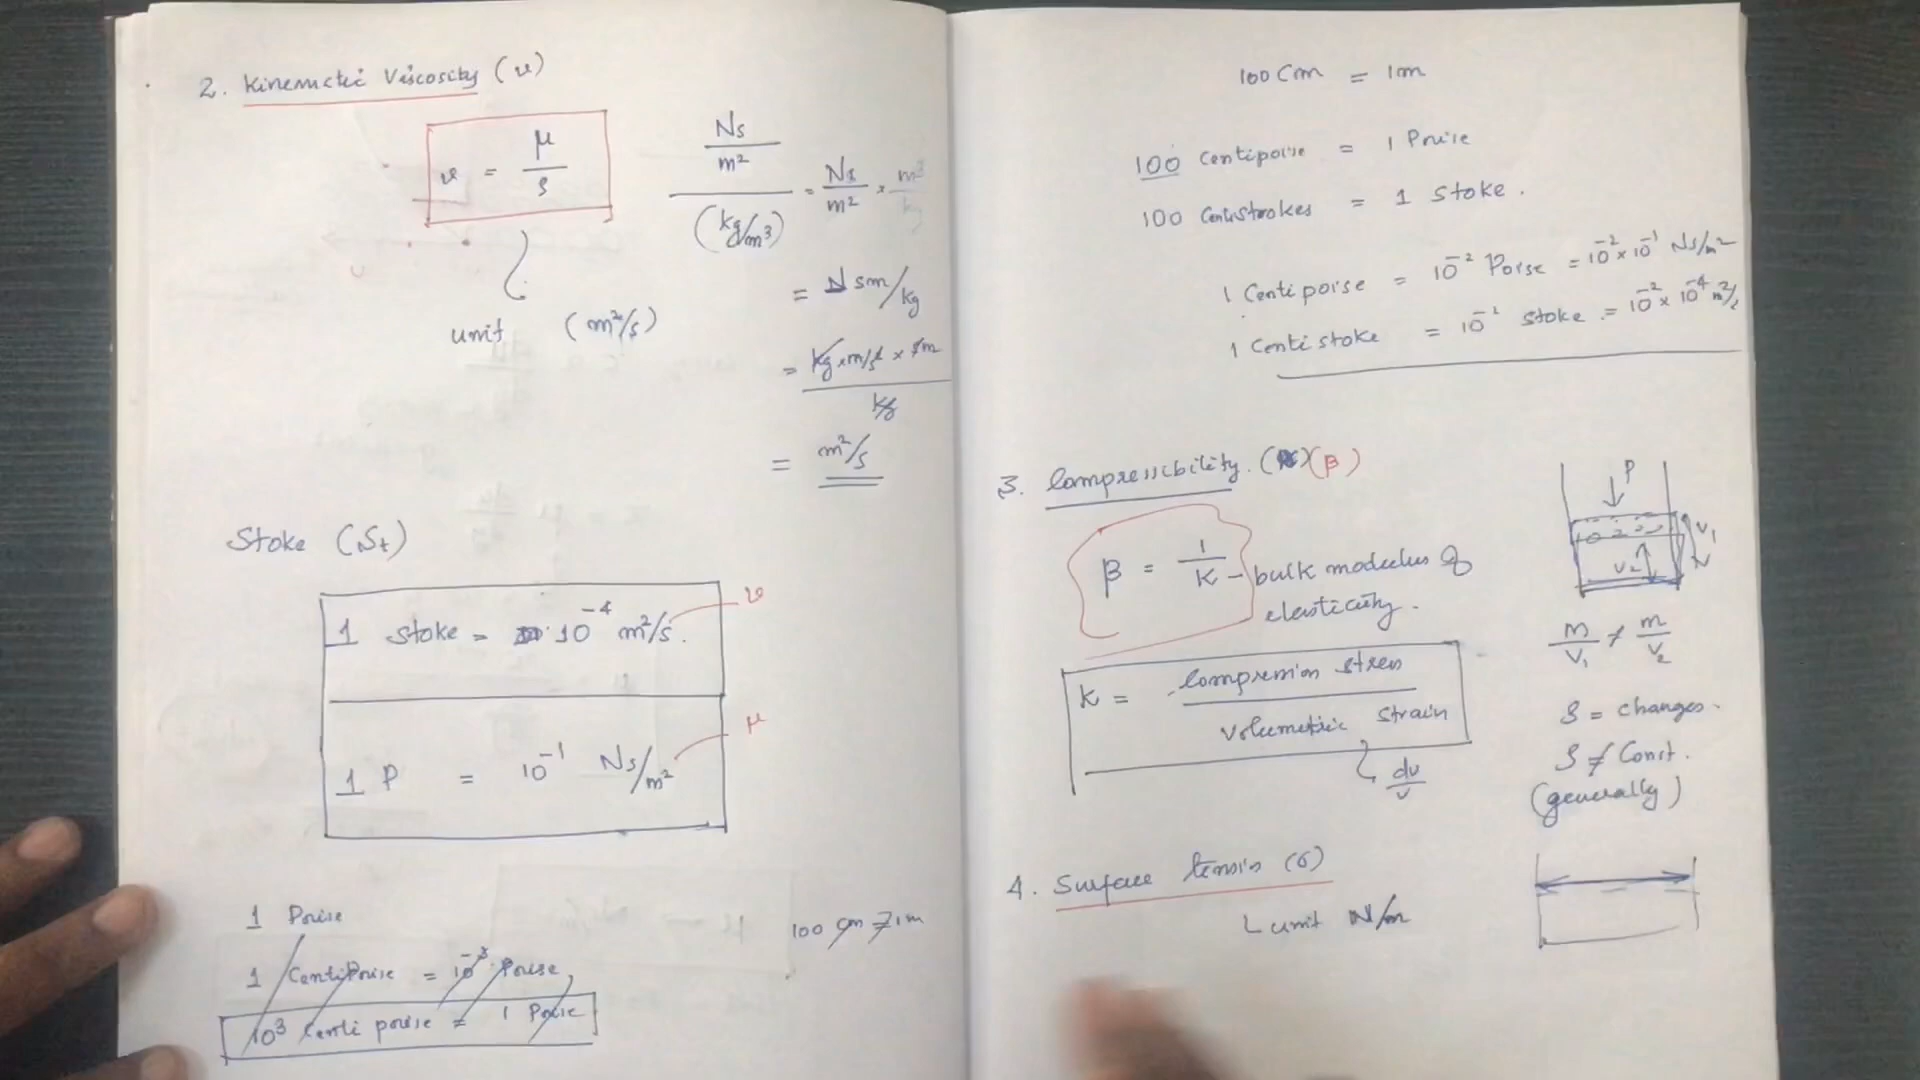 2. Kinematic Viscosity (ν)
ν = μ/ρ
Ns/m² / (kg/m³) = Ns/m² × m³/kg
= N sm/kg
unit (m²/s)
= kg×m/s² × sm / kg
= m²/s
Stoke (St)
1 Stoke = 10⁻⁴ m²/s. ν
1 P = 10⁻¹ Ns/m² μ
1 Poise
1 CentiPoise = 10⁻³ Poise
10³ Centi poise = 1 Poise
100 cm = 1m
100 Cm = 1m
100 Centipoise = 1 Poise
100 Centistrokes = 1 Stoke.
1 Centipoise = 10⁻² Poise = 10⁻² × 10⁻¹ Ns/m²
1 Centistoke = 10⁻² Stoke = 10⁻² × 10⁻⁴ m²/s
3. Compressibility. (β)
β = 1/K – bulk modulus of
elasticity.
K = Compression stress / Volumetric strain
dv/v
P
V₁
V₂
m/V₁ ≠ m/V₂
ρ = changes.
ρ ≠ Const.
(generally)
4. Surface tension (σ)
unit N/m